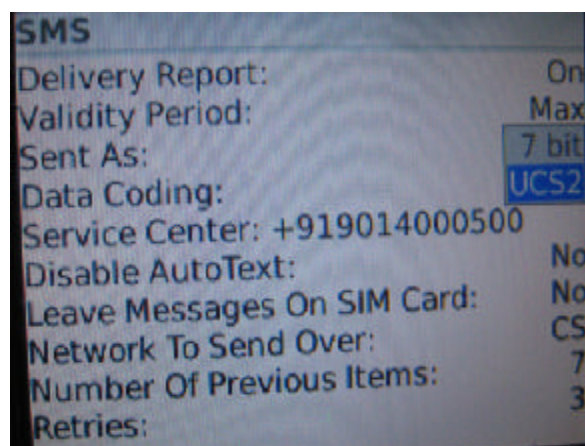 SMS
Delivery Report: On
Validity Period: Max
Sent As: 7 bit
Data Coding: UCS2
Service Center: +919014000500
Disable AutoText: No
Leave Messages On SIM Card: No
Network To Send Over: CS
Number Of Previous Items: 7
Retries: 3